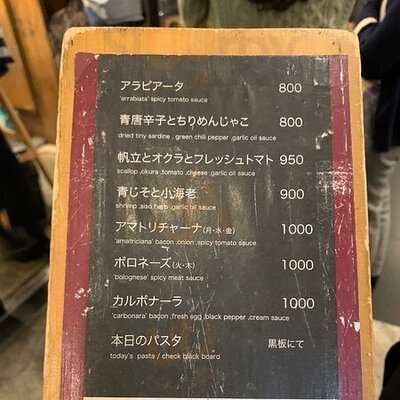 アラビアータ 800
'arrabiata' spicy tomato sauce
青唐辛子とちりめんじゃこ 800
dried tiny sardine . green chili pepper .garlic oil sauce
帆立とオクラとフレッシュトマト 950
scallop .okura .tomato .cheese .garlic oil sauce
青じそと小海老 900
shrimp .siso herb .garlic oil sauce
アマトリチャーナ(月·水·金) 1000
'amatriciana' bacon .onion .spicy tomato sauce
ボロネーズ(火·木) 1000
'bolognese' spicy meat sauce
カルボナーラ 1000
'carbonara' bacon .fresh egg .black pepper .cream sauce
本日のパスタ 黒板にて
today's pasta / check black board